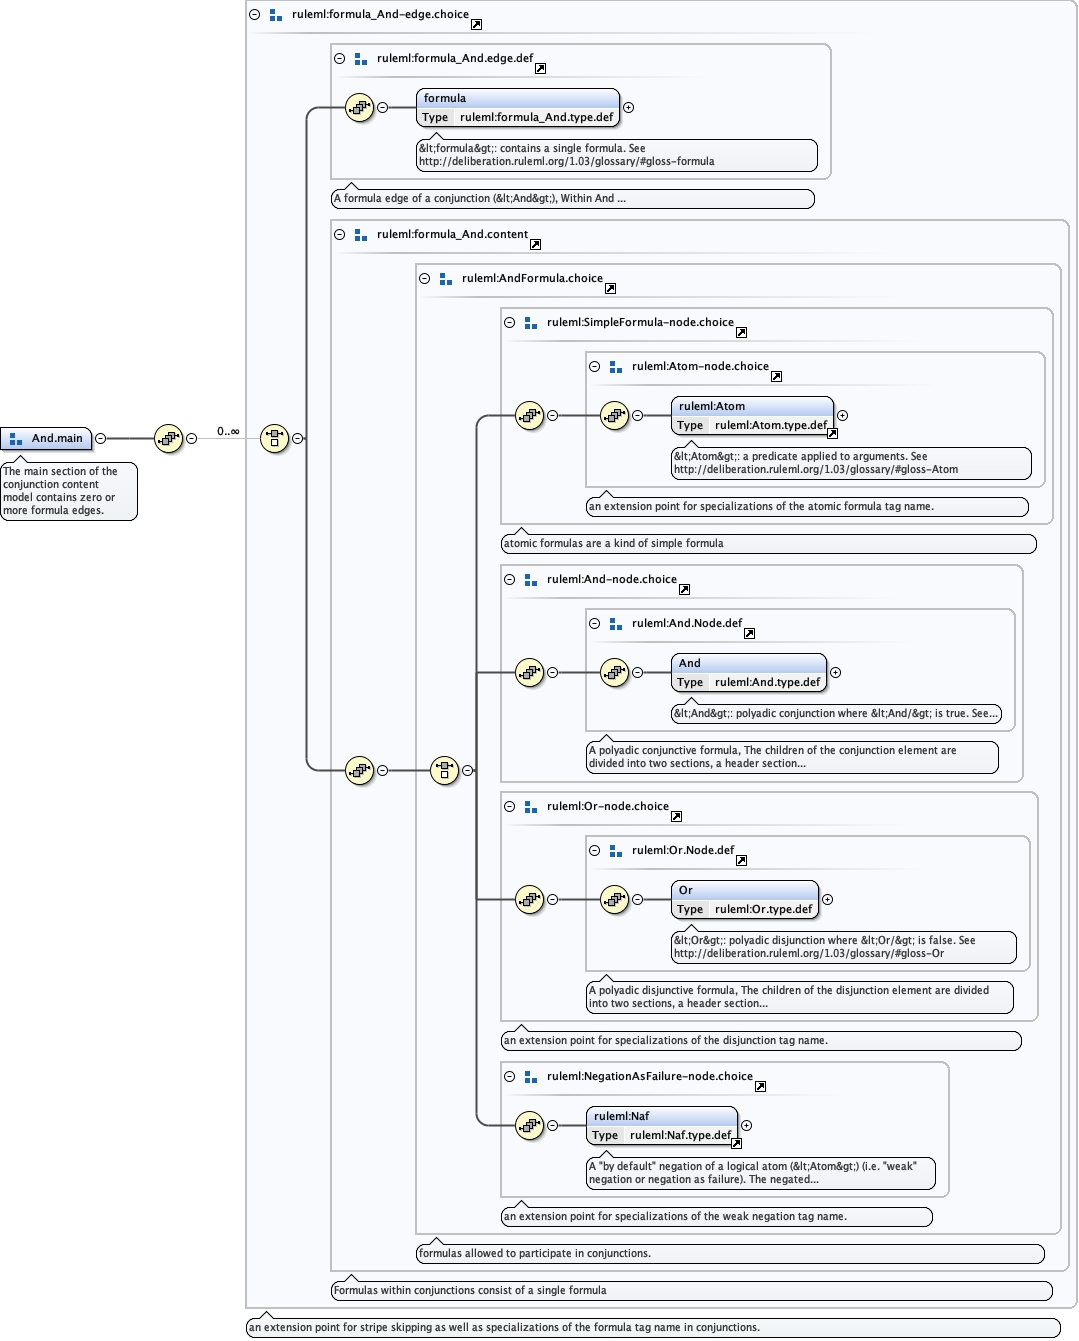 ruleml:formula_And-edge.choice
ruleml:formula_And.edge.def
formula
Type ruleml:formula_And.type.def
&lt;formula&gt;: contains a single formula. See
http://deliberation.ruleml.org/1.03/glossary/#gloss-formula
A formula edge of a conjunction (&lt;And&gt;), Within And ...
ruleml:formula_And.content
ruleml:AndFormula.choice
ruleml:SimpleFormula-node.choice
ruleml:Atom-node.choice
ruleml:Atom
Type ruleml:Atom.type.def
And.main
0..∞
The main section of the
conjunction content
model contains zero or
more formula edges.
&lt;Atom&gt;: a predicate applied to arguments. See
http://deliberation.ruleml.org/1.03/glossary/#gloss-Atom
an extension point for specializations of the atomic formula tag name.
atomic formulas are a kind of simple formula
ruleml:And-node.choice
ruleml:And.Node.def
And
Type ruleml:And.type.def
&lt;And&gt;: polyadic conjunction where &lt;And/&gt; is true. See...
A polyadic conjunctive formula, The children of the conjunction element are
divided into two sections, a header section...
ruleml:Or-node.choice
ruleml:Or.Node.def
Or
Type ruleml:Or.type.def
&lt;Or&gt;: polyadic disjunction where &lt;Or/&gt; is false. See
http://deliberation.ruleml.org/1.03/glossary/#gloss-Or
A polyadic disjunctive formula, The children of the disjunction element are divided
into two sections, a header section...
an extension point for specializations of the disjunction tag name.
ruleml:NegationAsFailure-node.choice
ruleml:Naf
Type ruleml:Naf.type.def
A "by default" negation of a logical atom (&lt;Atom&gt;) (i.e. "weak"
negation or negation as failure). The negated...
an extension point for specializations of the weak negation tag name.
formulas allowed to participate in conjunctions.
Formulas within conjunctions consist of a single formula
an extension point for stripe skipping as well as specializations of the formula tag name in conjunctions.